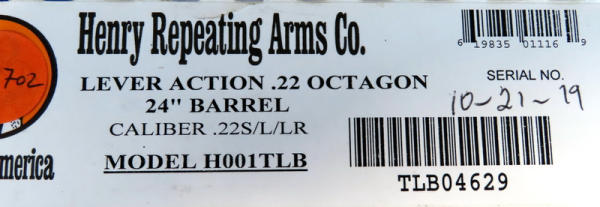 Henry Repeating Arms Co.
LEVER ACTION .22 OCTAGON
24" BARREL
CALIBER .22S/L/LR
MODEL H001TLB
702
merica
6 19835 01116 9
SERIAL NO.
10-21-19
TLB04629